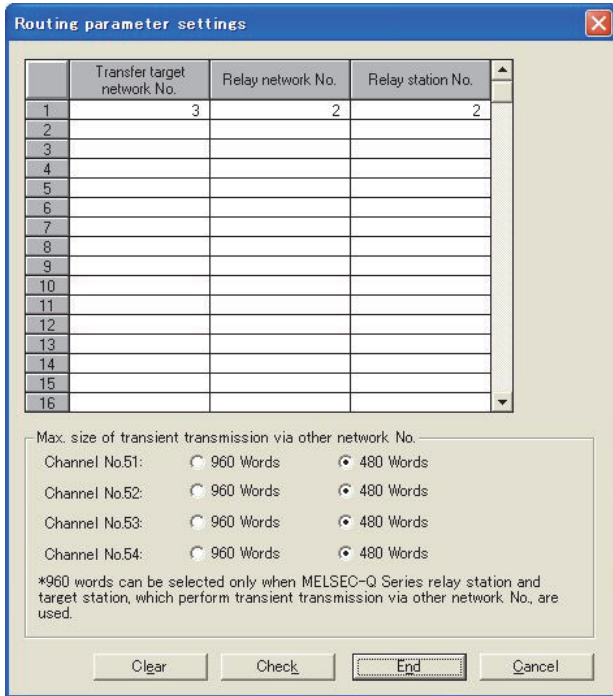 Routing parameter settings
Transfer target
network No.
Relay network No.
Relay station No.
1 3 2 2
2
3
4
5
6
7
8
9
10
11
12
13
14
15
16
Max. size of transient transmission via other network No.
Channel No.51: 960 Words 480 Words
Channel No.52: 960 Words 480 Words
Channel No.53: 960 Words 480 Words
Channel No.54: 960 Words 480 Words
*960 words can be selected only when MELSEC-Q Series relay station and
target station, which perform transient transmission via other network No., are
used.
Clear Check End Cancel